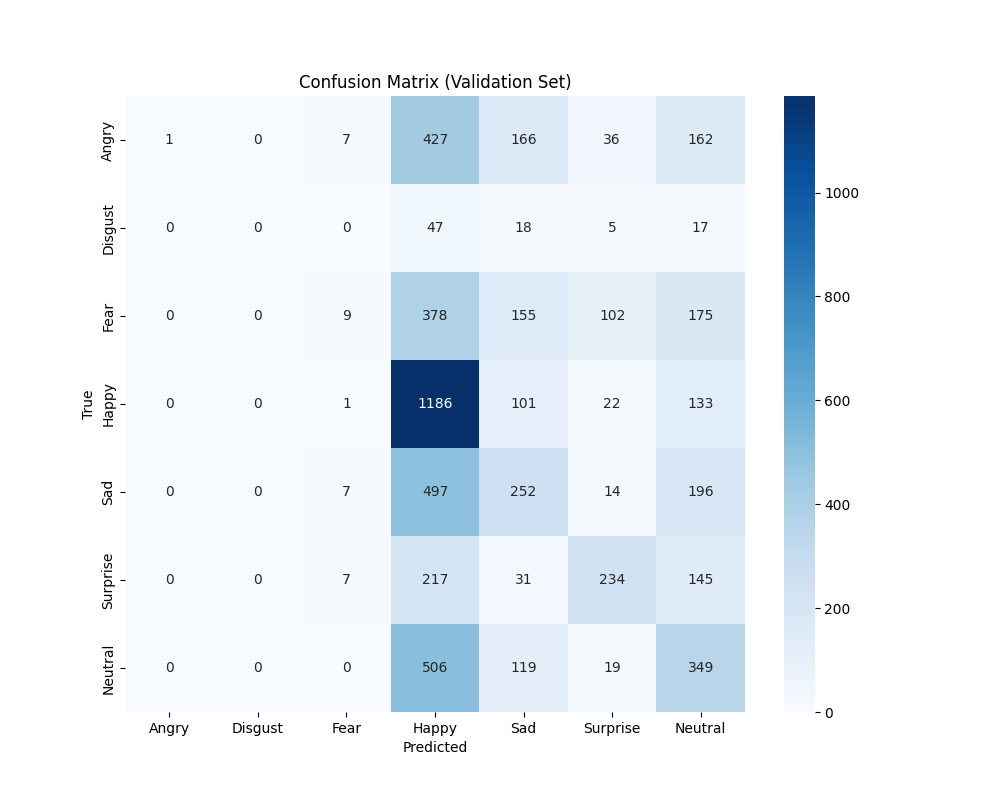 Confusion Matrix (Validation Set)
Angry 1 0 7 427 166 36 162
Disgust 0 0 0 47 18 5 17
Fear 0 0 9 378 155 102 175
Happy 0 0 1 1186 101 22 133
Sad 0 0 7 497 252 14 196
Surprise 0 0 7 217 31 234 145
Neutral 0 0 0 506 119 19 349
True
Angry Disgust Fear Happy Sad Surprise Neutral
Predicted
1000
800
600
400
200
0